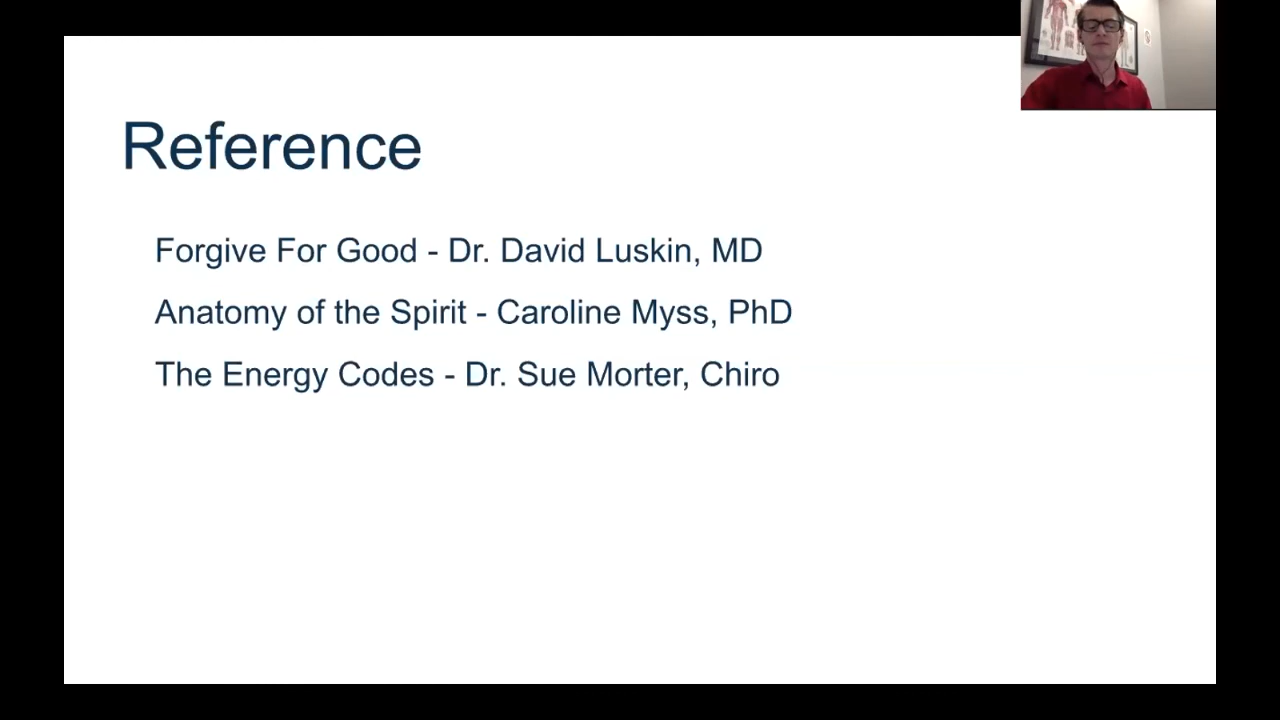 Reference
Forgive For Good - Dr. David Luskin, MD
Anatomy of the Spirit - Caroline Myss, PhD
The Energy Codes - Dr. Sue Morter, Chiro